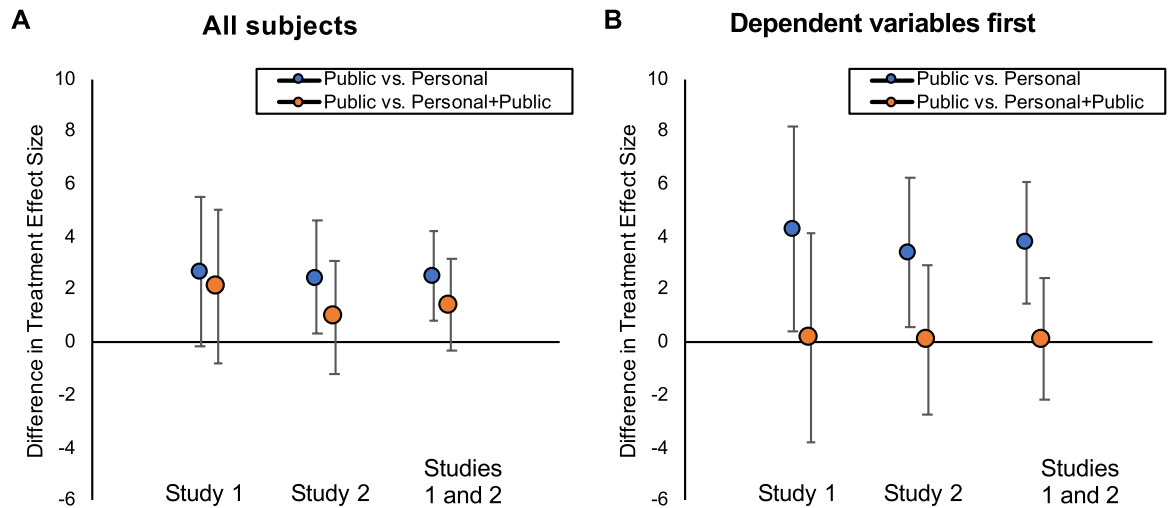 A
All subjects
Public vs. Personal
Public vs. Personal+Public
Difference in Treatment Effect Size
10
8
6
4
2
0
-2
-4
-6
Study 1
Study 2
Studies
1 and 2
B
Dependent variables first
Public vs. Personal
Public vs. Personal+Public
Difference in Treatment Effect Size
10
8
6
4
2
0
-2
-4
-6
Study 1
Study 2
Studies
1 and 2